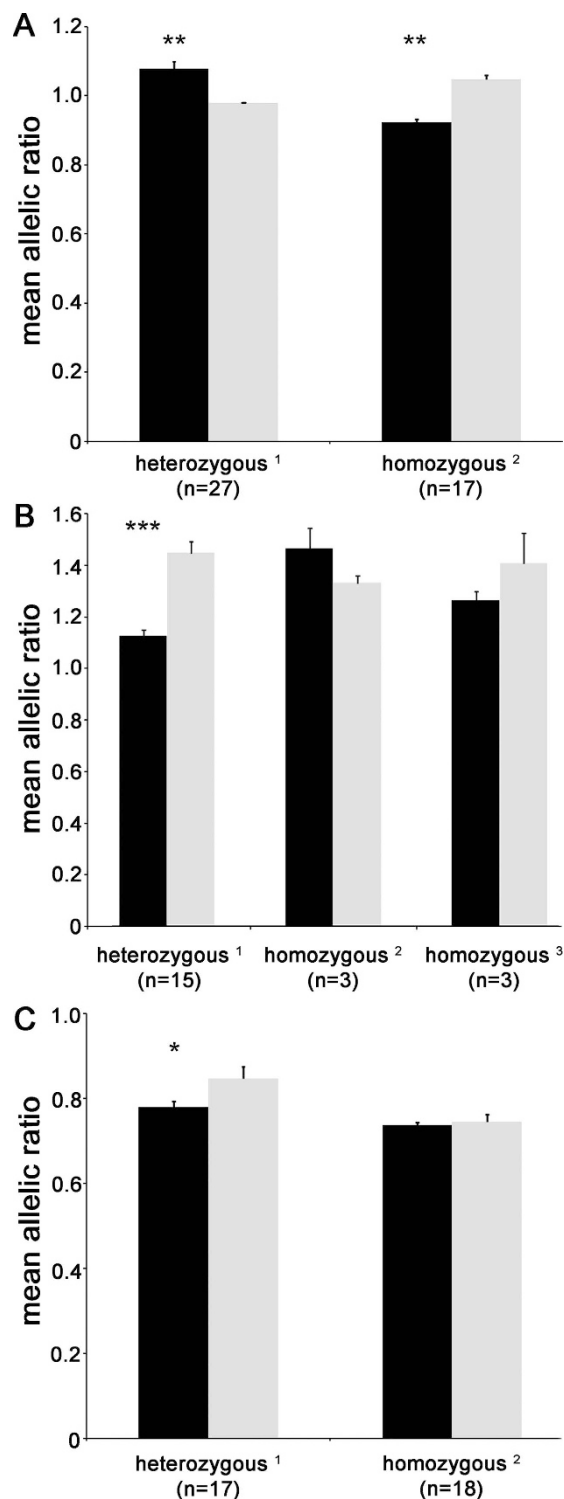 A
mean allelic ratio
1.2
1.0
0.8
0.6
0.4
0.2
0
**
**
heterozygous ¹
(n=27)
homozygous ²
(n=17)
B
mean allelic ratio
1.6
1.4
1.2
1.0
0.8
0.6
0.4
0.2
0
***
heterozygous ¹
(n=15)
homozygous ²
(n=3)
homozygous ³
(n=3)
C
mean allelic ratio
1.0
0.8
0.6
0.4
0.2
0
*
heterozygous ¹
(n=17)
homozygous ²
(n=18)